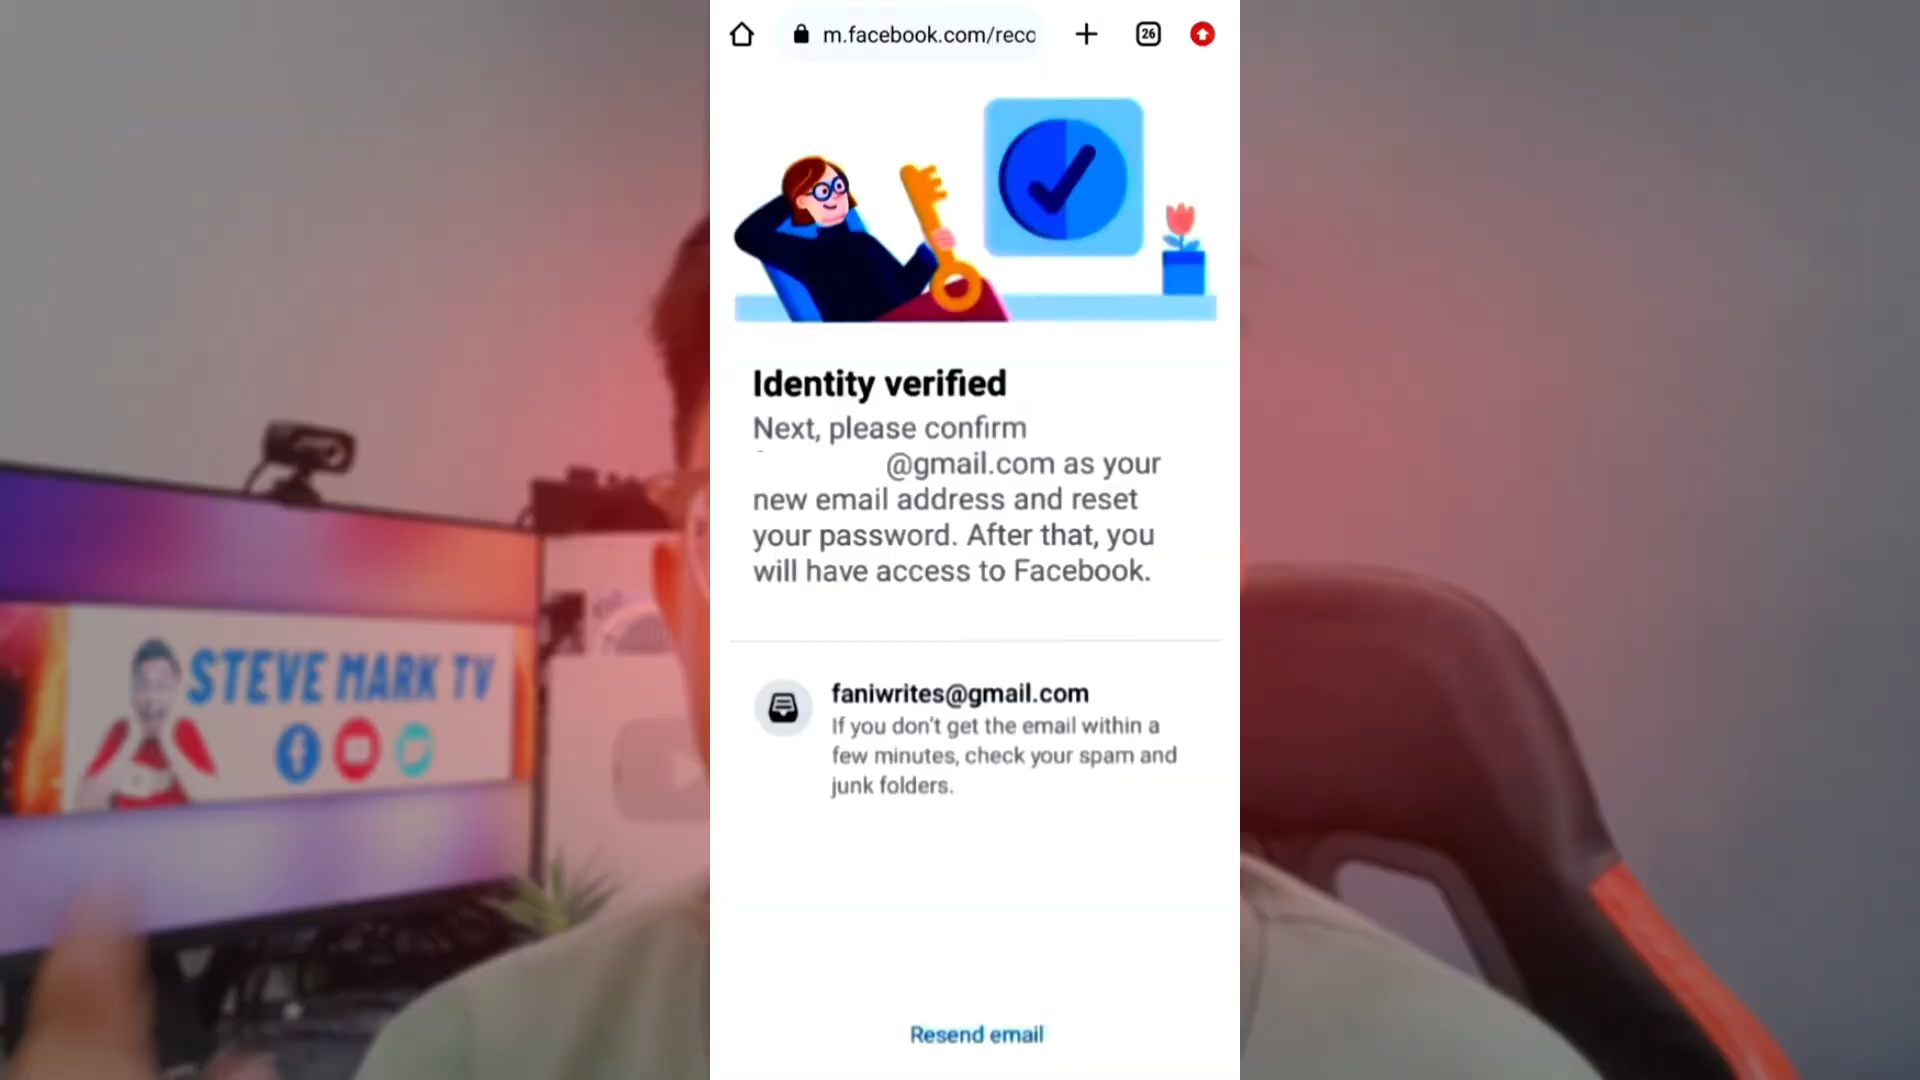 m.facebook.com/reco
26
Identity verified
Next, please confirm
@gmail.com as your
new email address and reset
your password. After that, you
will have access to Facebook.
faniwrites@gmail.com
If you don't get the email within a
few minutes, check your spam and
junk folders.
Resend email
STEVE MARK TV